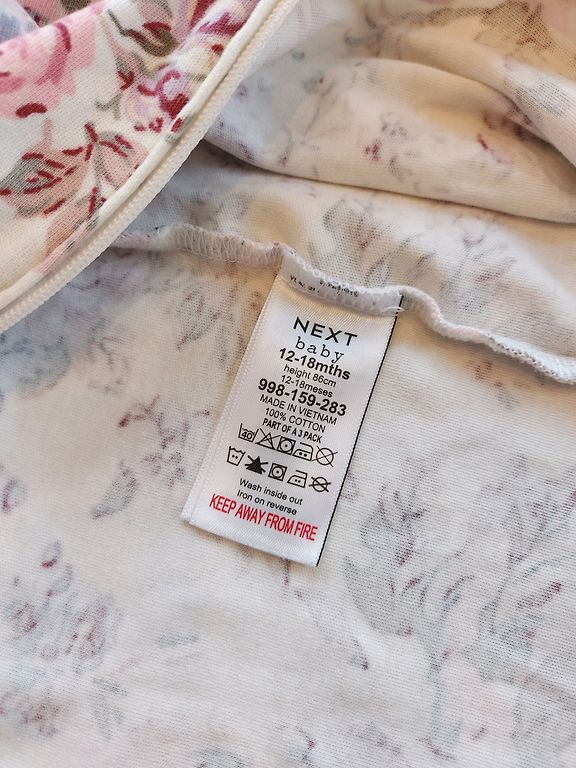 NEXT
baby
12-18mths
height 86cm
12-18meses
998-159-283
MADE IN VIETNAM
100% COTTON
PART OF A 3 PACK
40
Wash inside out
Iron on reverse
KEEP AWAY FROM FIRE